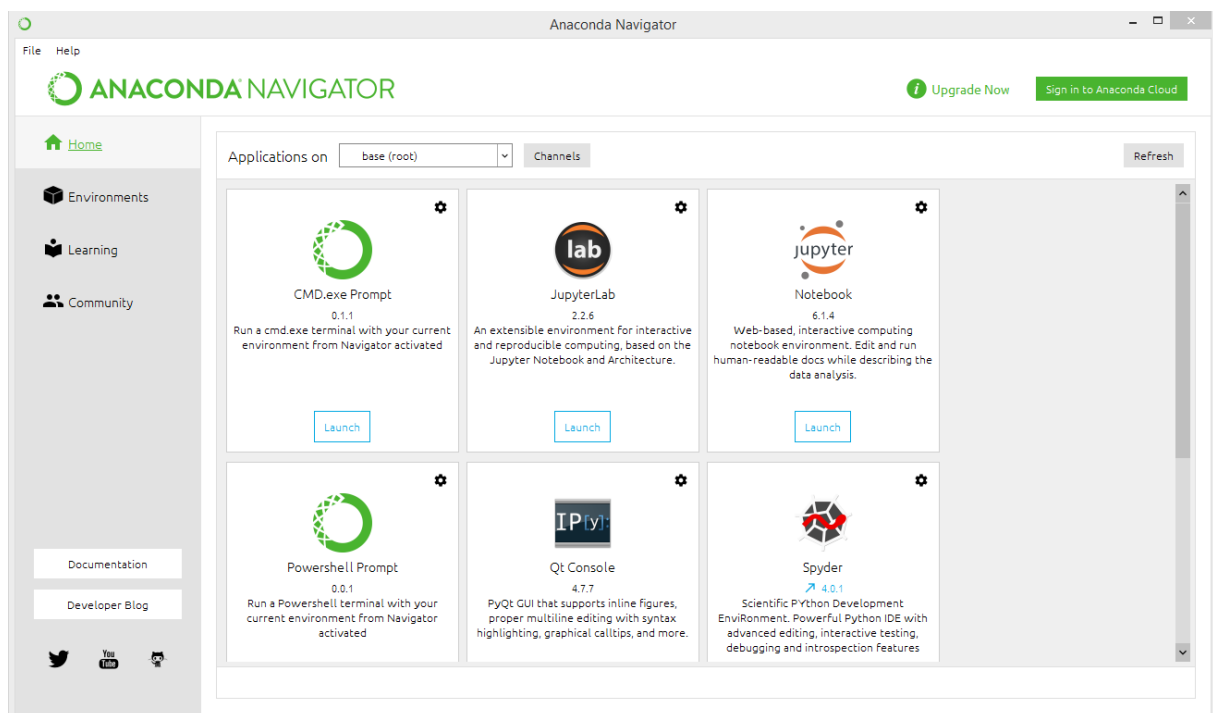 Anaconda Navigator
File Help
ANACONDA NAVIGATOR
i Upgrade Now
Sign in to Anaconda Cloud
Home
Environments
Learning
Community
Documentation
Developer Blog
You
Tube
Applications on base (root) Channels Refresh
CMD.exe Prompt
0.1.1
Run a cmd.exe terminal with your current
environment from Navigator activated
Launch
lab
JupyterLab
2.2.6
An extensible environment for interactive
and reproducible computing, based on the
Jupyter Notebook and Architecture.
Launch
jupyter
Notebook
6.1.4
Web-based, interactive computing
notebook environment. Edit and run
human-readable docs while describing the
data analysis.
Launch
Powershell Prompt
0.0.1
Run a Powershell terminal with your
current environment from Navigator
activated
IP[y]:
Qt Console
4.7.7
PyQt GUI that supports inline figures,
proper multiline editing with syntax
highlighting, graphical calltips, and more.
Spyder
4.0.1
Scientific PYthon Development
EnviRonment. Powerful Python IDE with
advanced editing, interactive testing,
debugging and introspection features